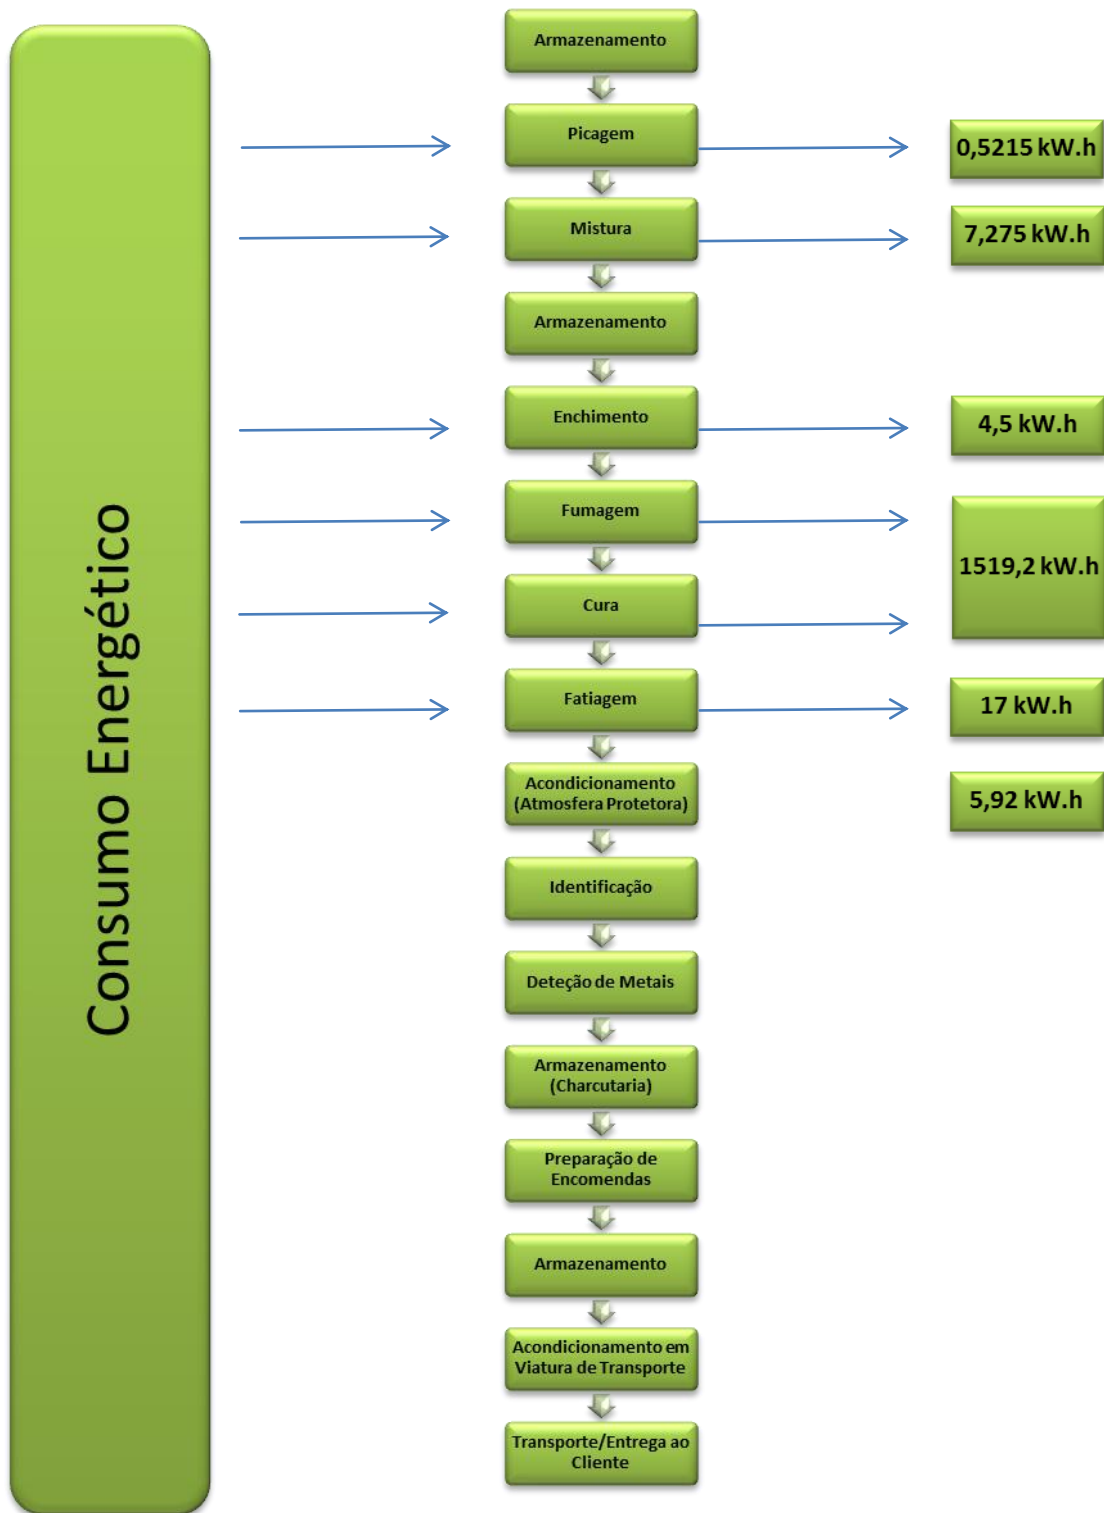 Consumo Energético
Armazenamento
Picagem
0,5215 kW.h
Mistura
7,275 kW.h
Armazenamento
Enchimento
4,5 kW.h
Fumagem
Cura
1519,2 kW.h
Fatiagem
17 kW.h
Acondicionamento
(Atmosfera Protetora)
5,92 kW.h
Identificação
Deteção de Metais
Armazenamento
(Charcutaria)
Preparação de
Encomendas
Armazenamento
Acondicionamento em
Viatura de Transporte
Transporte/Entrega ao
Cliente